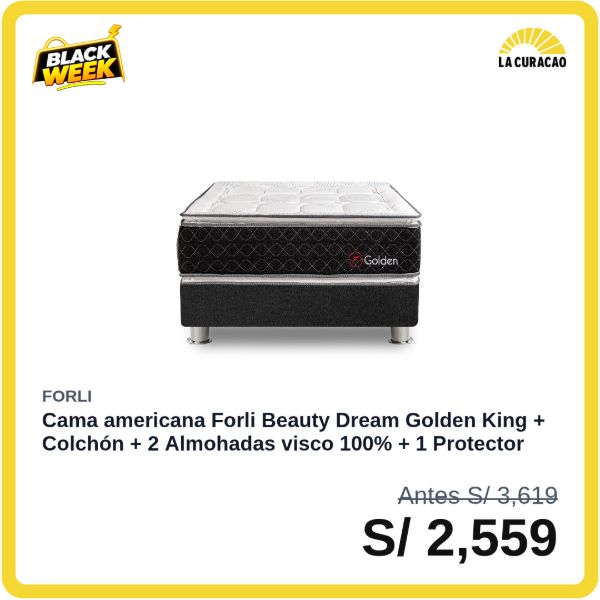 BLACK
WEEK
LA CURACAO
Golden
FORLI
Cama americana Forli Beauty Dream Golden King +
Colchón + 2 Almohadas visco 100% + 1 Protector
Antes S/ 3,619
S/ 2,559